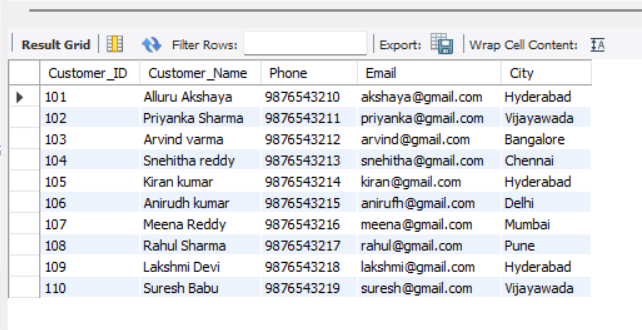 Result Grid Filter Rows: Export: Wrap Cell Content: IA
Customer_ID Customer_Name Phone Email City
101 Alluru Akshaya 9876543210 akshaya@gmail.com Hyderabad
102 Priyanka Sharma 9876543211 priyanka@gmail.com Vijayawada
103 Arvind varma 9876543212 arvind@gmail.com Bangalore
104 Snehitha reddy 9876543213 snehitha@gmail.com Chennai
105 Kiran kumar 9876543214 kiran@gmail.com Hyderabad
106 Anirudh kumar 9876543215 anirufh@gmail.com Delhi
107 Meena Reddy 9876543216 meena@gmail.com Mumbai
108 Rahul Sharma 9876543217 rahul@gmail.com Pune
109 Lakshmi Devi 9876543218 lakshmi@gmail.com Hyderabad
110 Suresh Babu 9876543219 suresh@gmail.com Vijayawada